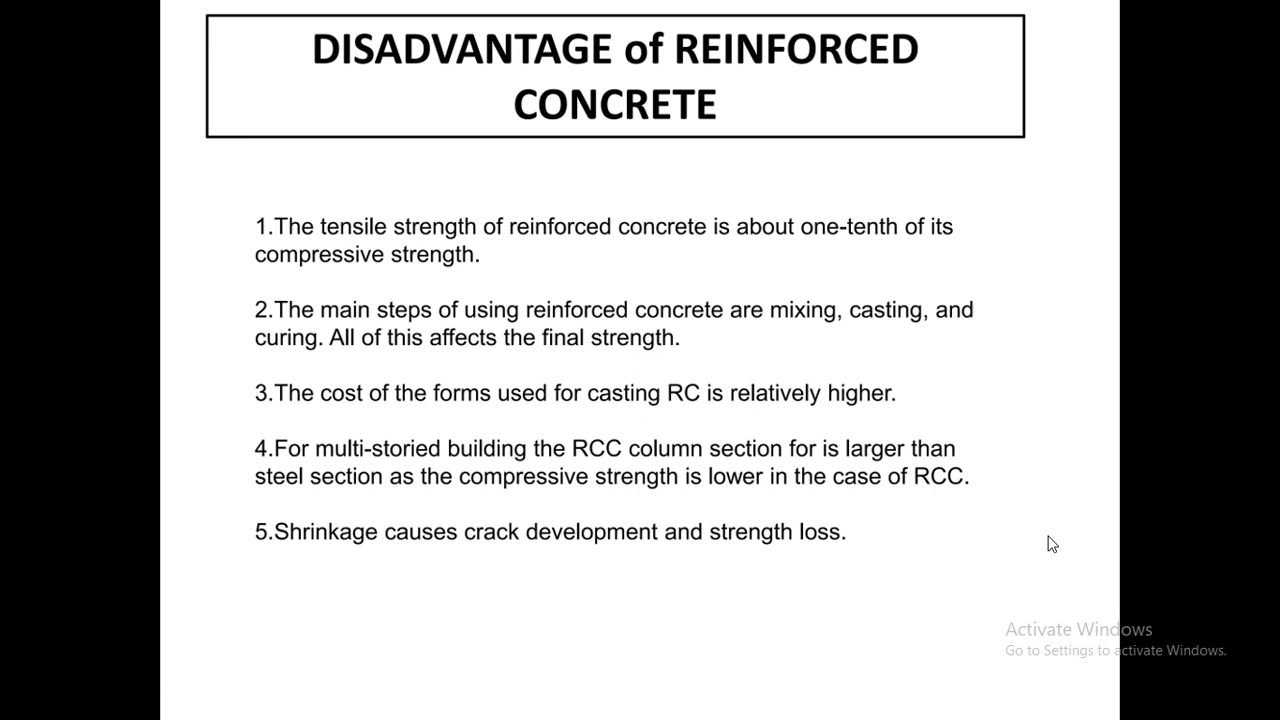 DISADVANTAGE of REINFORCED
CONCRETE
1.The tensile strength of reinforced concrete is about one-tenth of its
compressive strength.
2.The main steps of using reinforced concrete are mixing, casting, and
curing. All of this affects the final strength.
3.The cost of the forms used for casting RC is relatively higher.
4.For multi-storied building the RCC column section for is larger than
steel section as the compressive strength is lower in the case of RCC.
5.Shrinkage causes crack development and strength loss.
Activate Windows
Go to Settings to activate Windows.